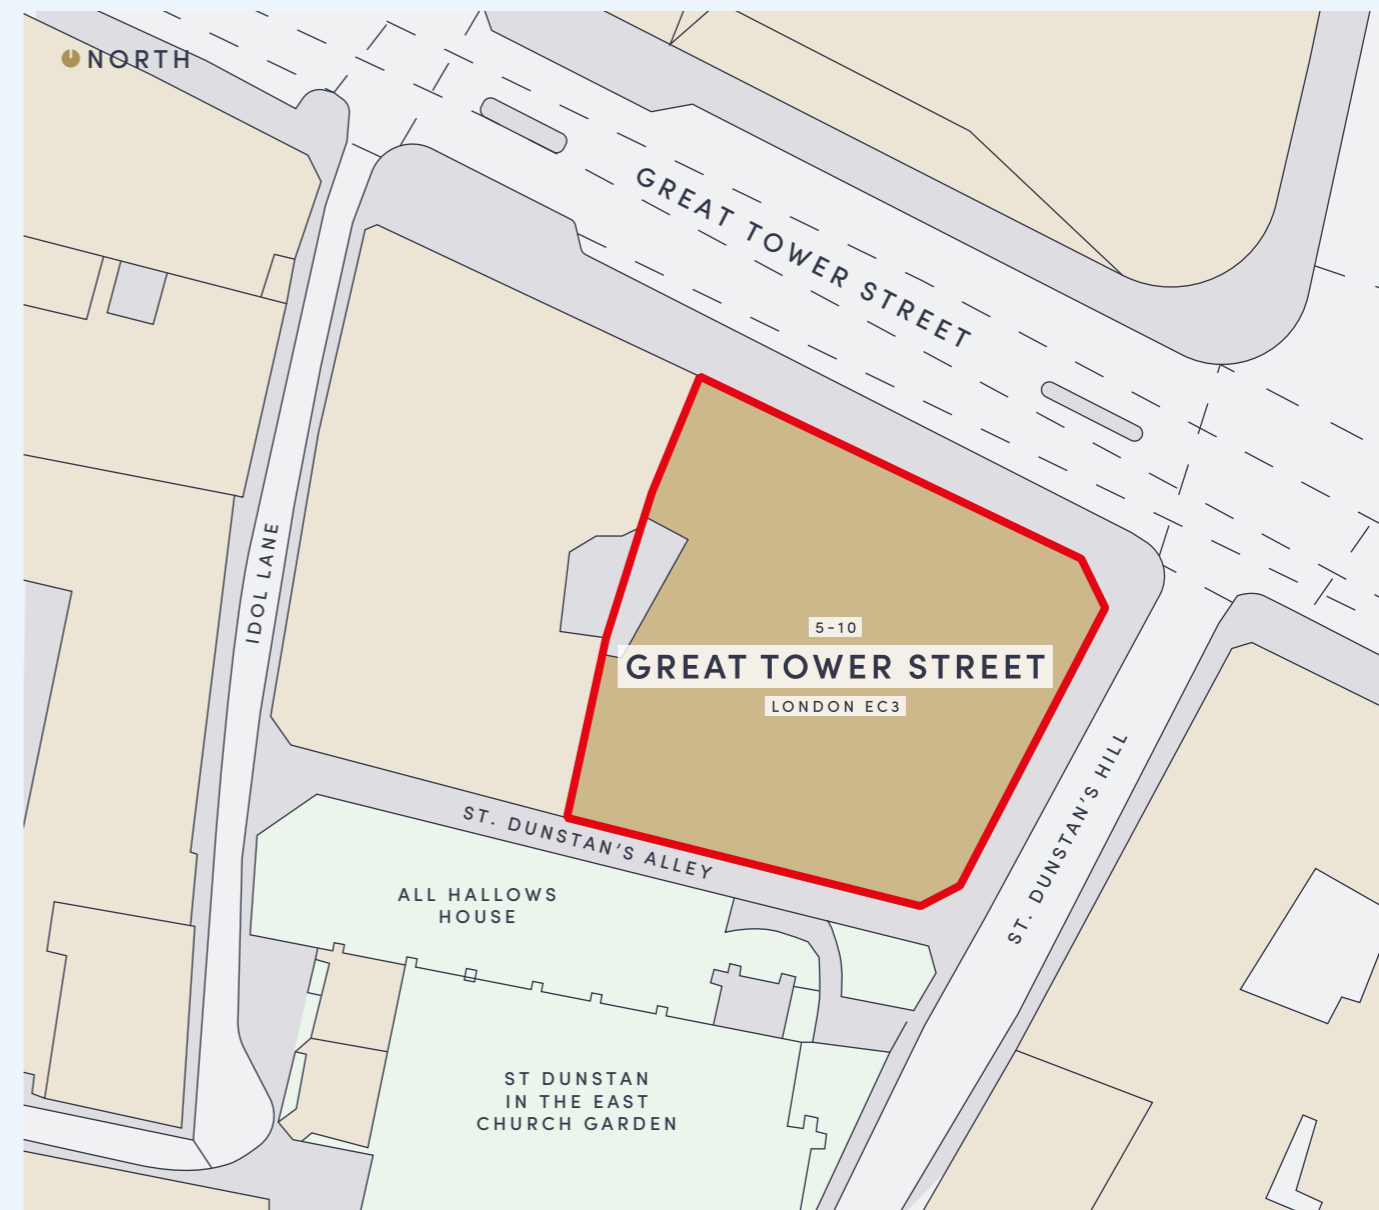 NORTH
GREAT TOWER STREET
IDOL LANE
5-10
GREAT TOWER STREET
LONDON EC3
ST. DUNSTAN'S HILL
ST. DUNSTAN'S ALLEY
ALL HALLOWS
HOUSE
ST DUNSTAN
IN THE EAST
CHURCH GARDEN